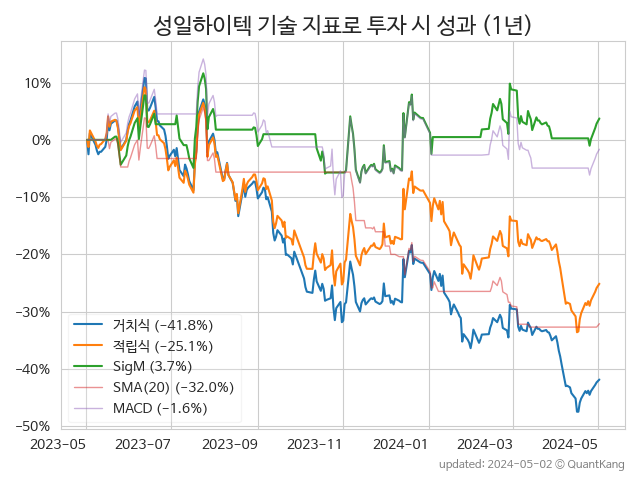 성일하이텍 기술 지표로 투자 시 성과 (1년)
10%
0%
−10%
−20%
−30%
−40%
−50%
거치식 (−41.8%)
적립식 (−25.1%)
SigM (3.7%)
SMA(20) (−32.0%)
MACD (−1.6%)
2023-05 2023-07 2023-09 2023-11 2024-01 2024-03 2024-05
updated: 2024-05-02 © QuantKang